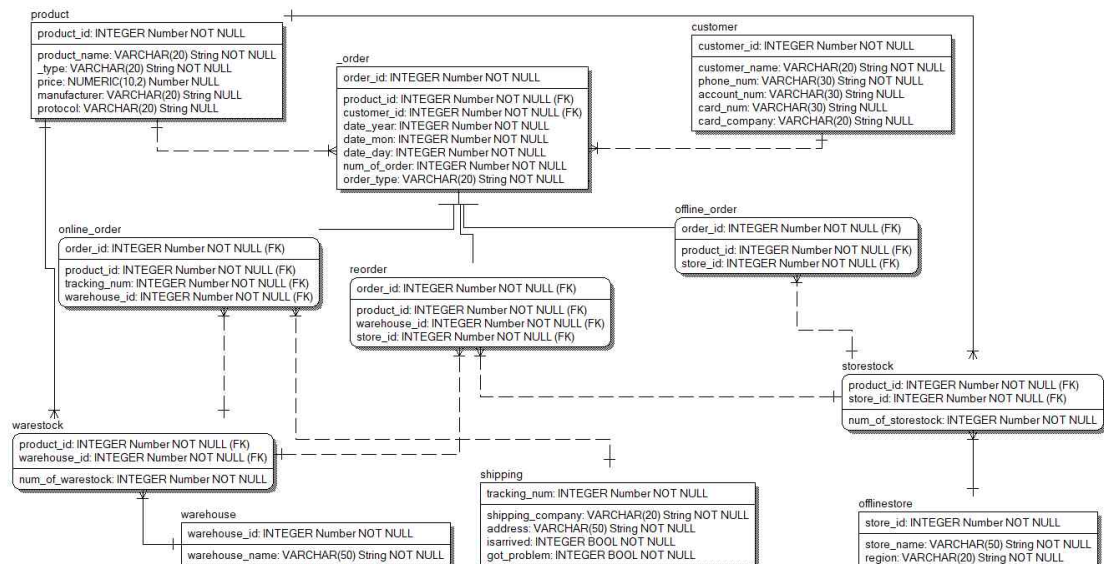 product
product_id: INTEGER Number NOT NULL
product_name: VARCHAR(20) String NOT NULL
_type: VARCHAR(20) String NOT NULL
price: NUMERIC(10,2) Number NULL
manufacturer: VARCHAR(20) String NULL
protocol: VARCHAR(20) String NULL
_order
order_id: INTEGER Number NOT NULL
product_id: INTEGER Number NOT NULL (FK)
customer_id: INTEGER Number NOT NULL (FK)
date_year: INTEGER Number NOT NULL
date_mon: INTEGER Number NOT NULL
date_day: INTEGER Number NOT NULL
num_of_order: INTEGER Number NOT NULL
order_type: VARCHAR(20) String NOT NULL
customer
customer_id: INTEGER Number NOT NULL
customer_name: VARCHAR(20) String NOT NULL
phone_num: VARCHAR(30) String NOT NULL
account_num: VARCHAR(30) String NULL
card_num: VARCHAR(30) String NULL
card_company: VARCHAR(20) String NULL
online_order
order_id: INTEGER Number NOT NULL (FK)
product_id: INTEGER Number NOT NULL (FK)
tracking_num: INTEGER Number NOT NULL (FK)
warehouse_id: INTEGER Number NOT NULL (FK)
reorder
order_id: INTEGER Number NOT NULL (FK)
product_id: INTEGER Number NOT NULL (FK)
warehouse_id: INTEGER Number NOT NULL (FK)
store_id: INTEGER Number NOT NULL (FK)
offline_order
order_id: INTEGER Number NOT NULL (FK)
product_id: INTEGER Number NOT NULL (FK)
store_id: INTEGER Number NOT NULL (FK)
storestock
product_id: INTEGER Number NOT NULL (FK)
store_id: INTEGER Number NOT NULL (FK)
num_of_storestock: INTEGER Number NOT NULL
warestock
product_id: INTEGER Number NOT NULL (FK)
warehouse_id: INTEGER Number NOT NULL (FK)
num_of_warestock: INTEGER Number NOT NULL
warehouse
warehouse_id: INTEGER Number NOT NULL
warehouse_name: VARCHAR(50) String NOT NULL
shipping
tracking_num: INTEGER Number NOT NULL
shipping_company: VARCHAR(20) String NOT NULL
address: VARCHAR(50) String NOT NULL
isarrived: INTEGER BOOL NOT NULL
got_problem: INTEGER BOOL NOT NULL
offlinestore
store_id: INTEGER Number NOT NULL
store_name: VARCHAR(50) String NOT NULL
region: VARCHAR(20) String NOT NULL